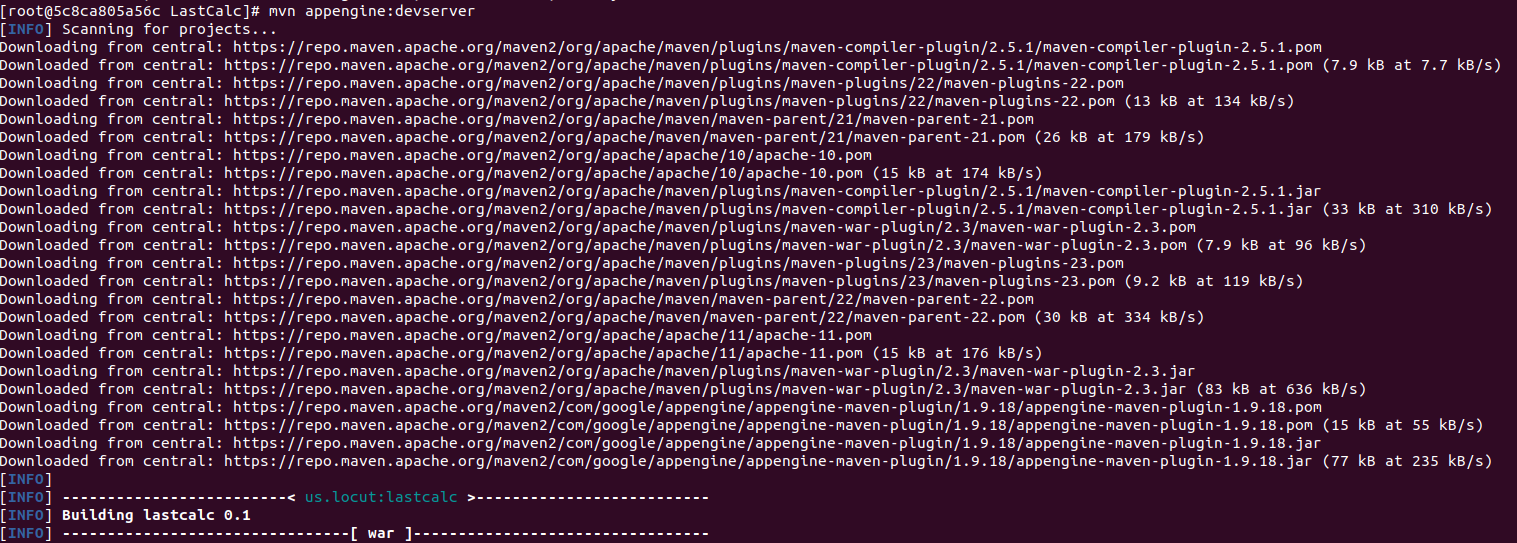 [root@5c8ca805a56c LastCalc]# mvn appengine:devserver
[INFO] Scanning for projects...
Downloading from central: https://repo.maven.apache.org/maven2/org/apache/maven/plugins/maven-compiler-plugin/2.5.1/maven-compiler-plugin-2.5.1.pom
Downloaded from central: https://repo.maven.apache.org/maven2/org/apache/maven/plugins/maven-compiler-plugin/2.5.1/maven-compiler-plugin-2.5.1.pom (7.9 kB at 7.7 kB/s)
Downloading from central: https://repo.maven.apache.org/maven2/org/apache/maven/plugins/maven-plugins/22/maven-plugins-22.pom
Downloaded from central: https://repo.maven.apache.org/maven2/org/apache/maven/plugins/maven-plugins/22/maven-plugins-22.pom (13 kB at 134 kB/s)
Downloading from central: https://repo.maven.apache.org/maven2/org/apache/maven/maven-parent/21/maven-parent-21.pom
Downloaded from central: https://repo.maven.apache.org/maven2/org/apache/maven/maven-parent/21/maven-parent-21.pom (26 kB at 179 kB/s)
Downloading from central: https://repo.maven.apache.org/maven2/org/apache/apache/10/apache-10.pom
Downloaded from central: https://repo.maven.apache.org/maven2/org/apache/apache/10/apache-10.pom (15 kB at 174 kB/s)
Downloading from central: https://repo.maven.apache.org/maven2/org/apache/maven/plugins/maven-compiler-plugin/2.5.1/maven-compiler-plugin-2.5.1.jar
Downloaded from central: https://repo.maven.apache.org/maven2/org/apache/maven/plugins/maven-compiler-plugin/2.5.1/maven-compiler-plugin-2.5.1.jar (33 kB at 310 kB/s)
Downloading from central: https://repo.maven.apache.org/maven2/org/apache/maven/plugins/maven-war-plugin/2.3/maven-war-plugin-2.3.pom
Downloaded from central: https://repo.maven.apache.org/maven2/org/apache/maven/plugins/maven-war-plugin/2.3/maven-war-plugin-2.3.pom (7.9 kB at 96 kB/s)
Downloading from central: https://repo.maven.apache.org/maven2/org/apache/maven/plugins/maven-plugins/23/maven-plugins-23.pom
Downloaded from central: https://repo.maven.apache.org/maven2/org/apache/maven/plugins/maven-plugins/23/maven-plugins-23.pom (9.2 kB at 119 kB/s)
Downloading from central: https://repo.maven.apache.org/maven2/org/apache/maven/maven-parent/22/maven-parent-22.pom
Downloaded from central: https://repo.maven.apache.org/maven2/org/apache/maven/maven-parent/22/maven-parent-22.pom (30 kB at 334 kB/s)
Downloading from central: https://repo.maven.apache.org/maven2/org/apache/apache/11/apache-11.pom
Downloaded from central: https://repo.maven.apache.org/maven2/org/apache/apache/11/apache-11.pom (15 kB at 176 kB/s)
Downloading from central: https://repo.maven.apache.org/maven2/org/apache/maven/plugins/maven-war-plugin/2.3/maven-war-plugin-2.3.jar
Downloaded from central: https://repo.maven.apache.org/maven2/org/apache/maven/plugins/maven-war-plugin/2.3/maven-war-plugin-2.3.jar (83 kB at 636 kB/s)
Downloading from central: https://repo.maven.apache.org/maven2/com/google/appengine/appengine-maven-plugin/1.9.18/appengine-maven-plugin-1.9.18.pom
Downloaded from central: https://repo.maven.apache.org/maven2/com/google/appengine/appengine-maven-plugin/1.9.18/appengine-maven-plugin-1.9.18.pom (15 kB at 55 kB/s)
Downloading from central: https://repo.maven.apache.org/maven2/com/google/appengine/appengine-maven-plugin/1.9.18/appengine-maven-plugin-1.9.18.jar
Downloaded from central: https://repo.maven.apache.org/maven2/com/google/appengine/appengine-maven-plugin/1.9.18/appengine-maven-plugin-1.9.18.jar (77 kB at 235 kB/s)
[INFO]
[INFO] -------------------------< us.locut:lastcalc >--------------------------
[INFO] Building lastcalc 0.1
[INFO] --------------------------------[ war ]---------------------------------